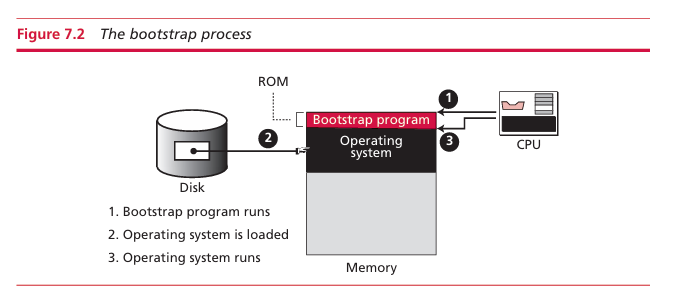 Figure 7.2 The bootstrap process
ROM
1
Bootstrap program
2
Operating
system
3
CPU
Disk
1. Bootstrap program runs
2. Operating system is loaded
3. Operating system runs
Memory